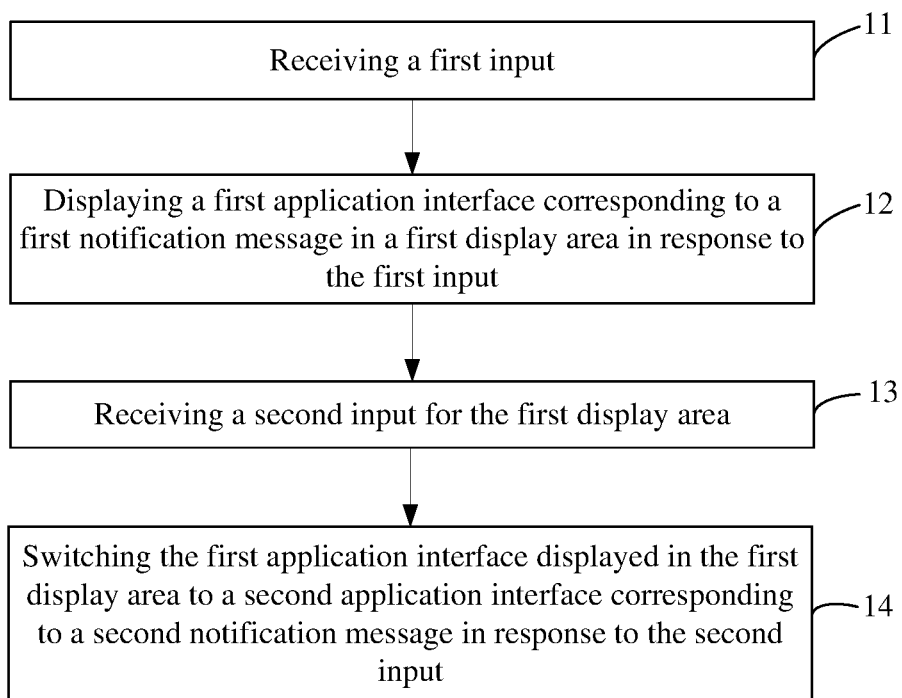 11
Receiving a first input
Displaying a first application interface corresponding to a
first notification message in a first display area in response to
the first input
12
Receiving a second input for the first display area
13
Switching the first application interface displayed in the first
display area to a second application interface corresponding
to a second notification message in response to the second
input
14